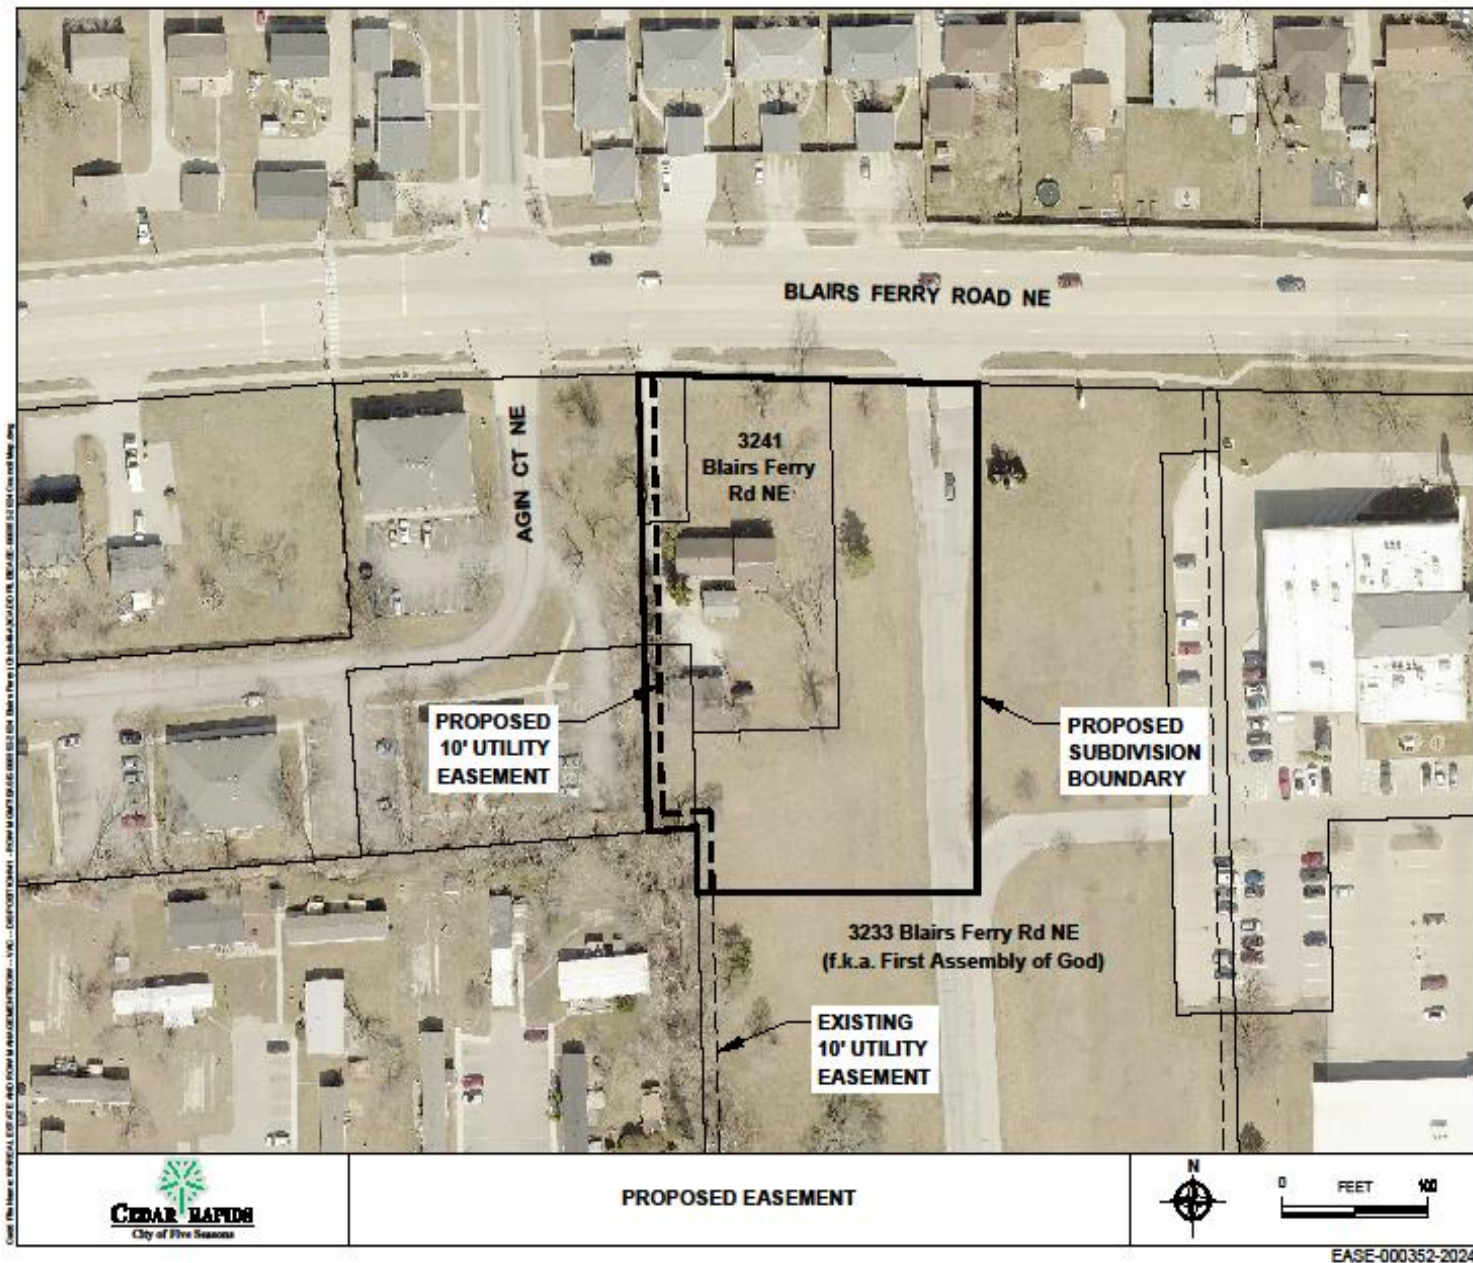 BLAIRS FERRY ROAD NE
AGIN CT NE
3241
Blairs Ferry
Rd NE
PROPOSED
10' UTILITY
EASEMENT
PROPOSED
SUBDIVISION
BOUNDARY
3233 Blairs Ferry Rd NE
(f.k.a. First Assembly of God)
EXISTING
10' UTILITY
EASEMENT
CEDAR RAPIDS
City of Five Seasons
PROPOSED EASEMENT
N
0 FEET 100
EASE-000352-2024